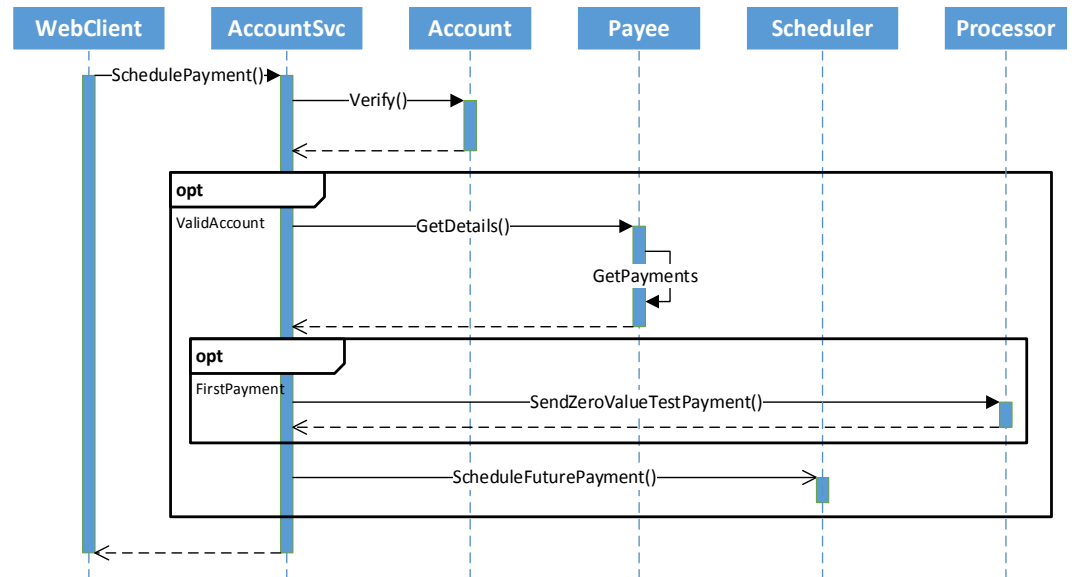 WebClient
AccountSvc
Account
Payee
Scheduler
Processor
SchedulePayment()
Verify()
opt
ValidAccount
GetDetails()
GetPayments
opt
FirstPayment
SendZeroValueTestPayment()
ScheduleFuturePayment()